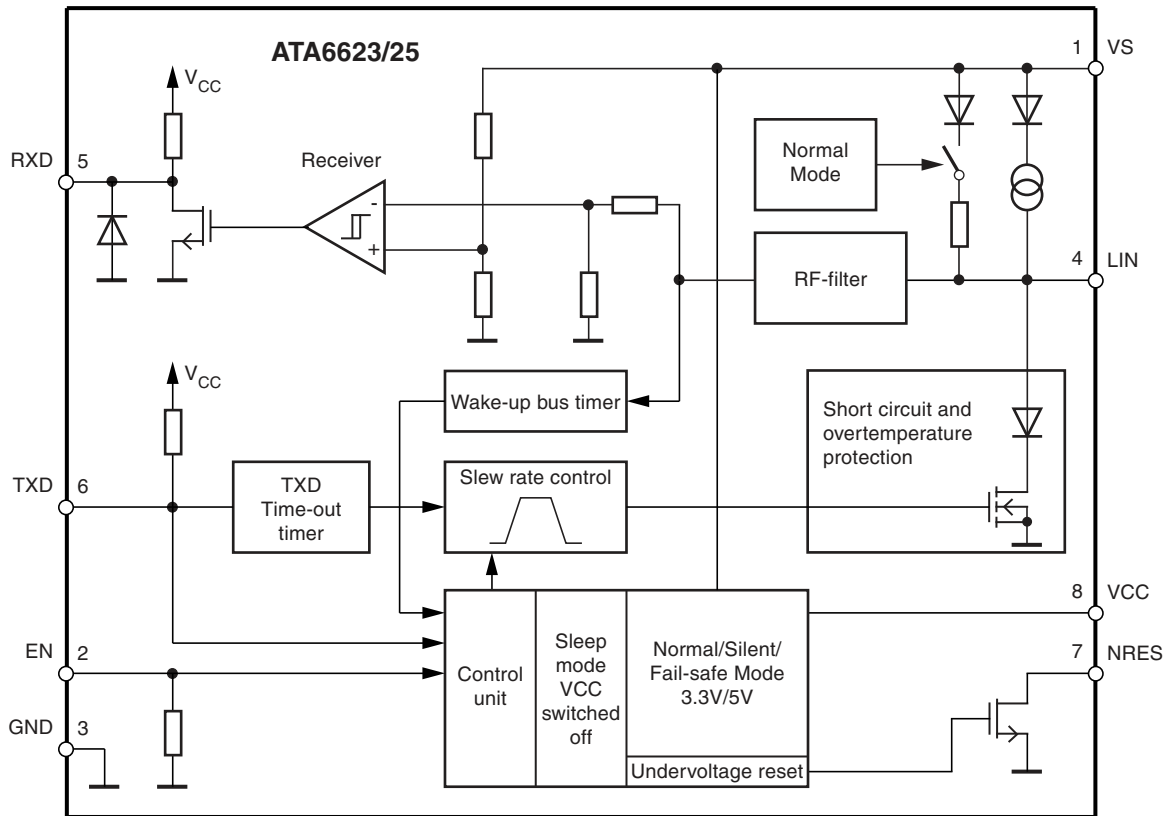 ATA6623/25
1 VS
VCC
RXD 5
Receiver
Normal
Mode
-
+
RF-filter
4 LIN
VCC
Wake-up bus timer
Short circuit and
overtemperature
protection
TXD 6
TXD
Time-out
timer
Slew rate control
8 VCC
EN 2
Control
unit
Sleep
mode
VCC
switched
off
Normal/Silent/
Fail-safe Mode
3.3V/5V
7 NRES
GND 3
Undervoltage reset